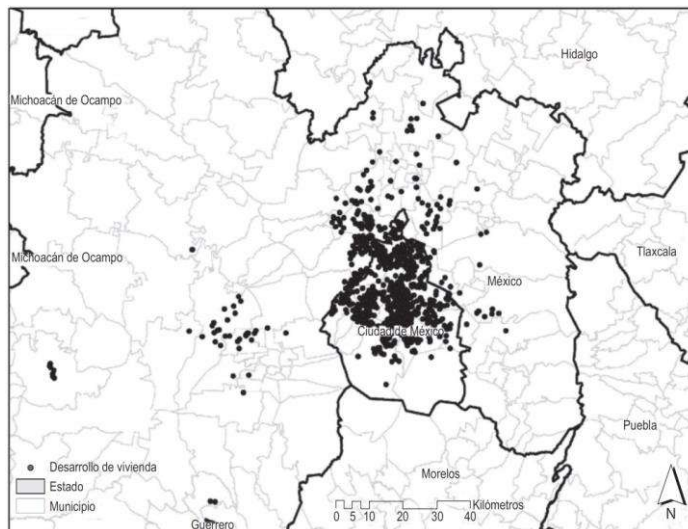 Hidalgo
Michoacán de Ocampo
Tlaxcala
Michoacán de Ocampo
México
Ciudad de México
Puebla
Desarrollo de vivienda
Estado
Municipio
Morelos
Kilómetros
0 5 10 20 30 40
Guerrero
N